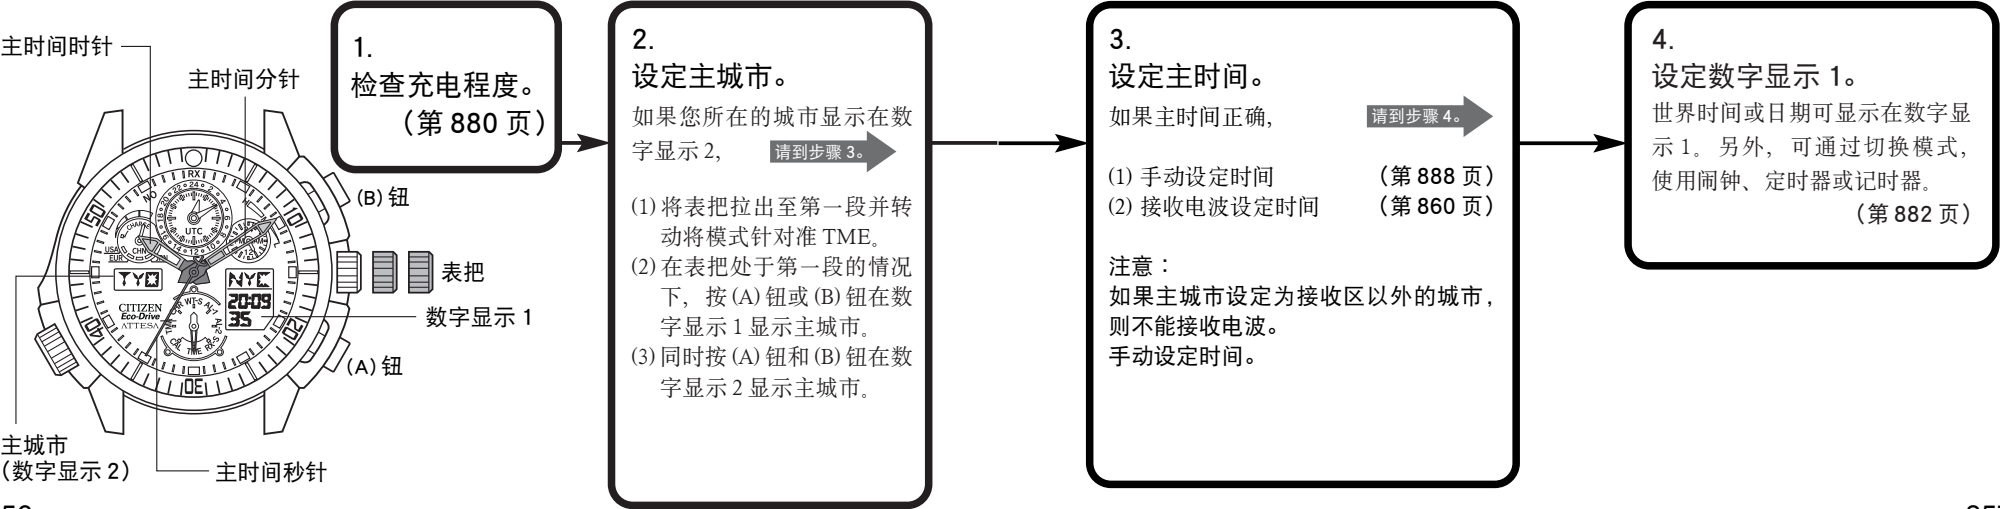 主时间时针
主时间分针
(B) 钮
表把
数字显示 1
(A) 钮
主城市
(数字显示 2)
主时间秒针
TYO
NYC
20:09
35
CITIZEN
Eco-Drive
ATTESA
UTC
RX
NO
CHARGE
USA
EUR
CHN
10
20
30
40
50
1.
检查充电程度。
(第 880 页)
2.
设定主城市。
如果您所在的城市显示在数
字显示 2, 请到步骤 3。
(1) 将表把拉出至第一段并转
动将模式针对准 TME。
(2) 在表把处于第一段的情况
下，按 (A) 钮或 (B) 钮在数
字显示 1 显示主城市。
(3) 同时按 (A) 钮和 (B) 钮在数
字显示 2 显示主城市。
3.
设定主时间。
如果主时间正确, 请到步骤 4。
(1) 手动设定时间 (第 888 页)
(2) 接收电波设定时间 (第 860 页)
注意：
如果主城市设定为接收区以外的城市，
则不能接收电波。
手动设定时间。
4.
设定数字显示 1。
世界时间或日期可显示在数字显
示 1。另外，可通过切换模式，
使用闹钟、定时器或记时器。
(第 882 页)